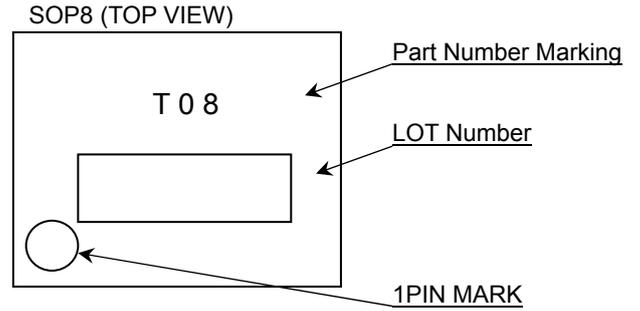 SOP8 (TOP VIEW)
Part Number Marking
T 0 8
LOT Number
1PIN MARK